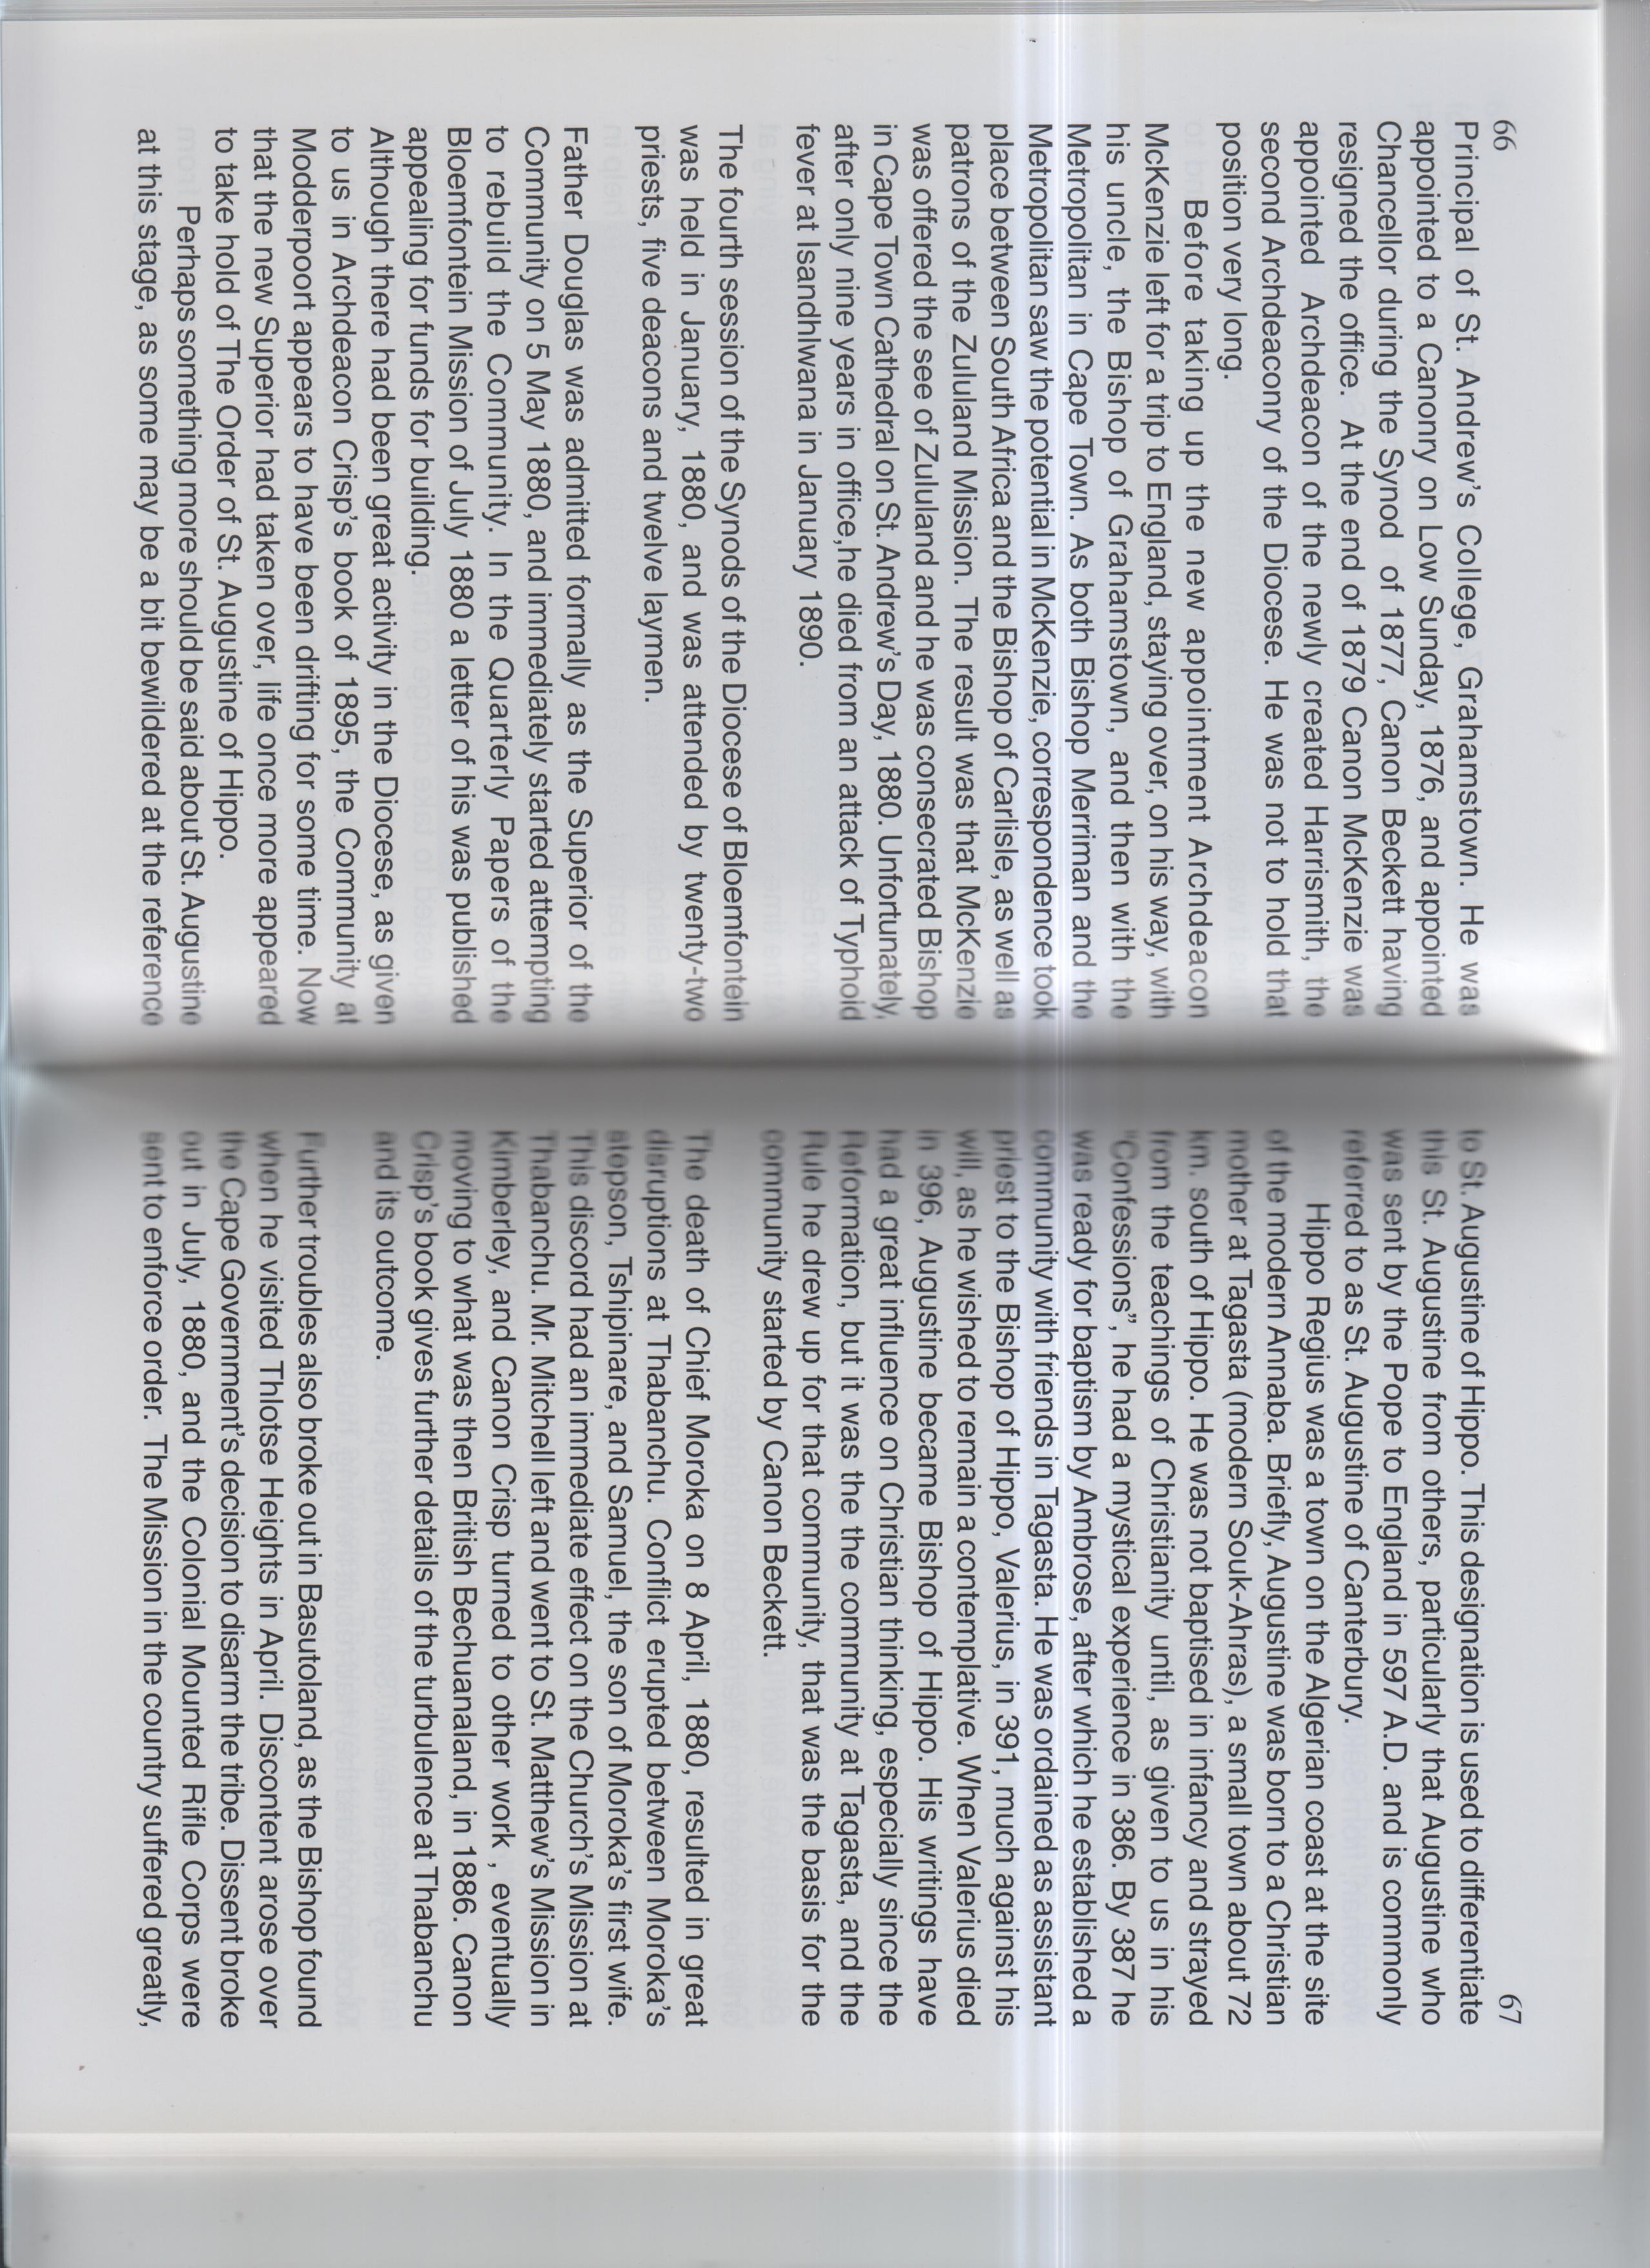 66
Principal of St. Andrew's College, Grahamstown. He was
appointed to a Canonry on Low Sunday, 1876, and appointed
Chancellor during the Synod of 1877, Canon Beckett having
resigned the office. At the end of 1879 Canon McKenzie was
appointed Archdeacon of the newly created Harrismith, the
second Archdeaconry of the Diocese. He was not to hold that
position very long.
Before taking up the new appointment Archdeacon
McKenzie left for a trip to England, staying over, on his way, with
his uncle, the Bishop of Grahamstown, and then with the
Metropolitan in Cape Town. As both Bishop Merriman and the
Metropolitan saw the potential in McKenzie, correspondence took
place between South Africa and the Bishop of Carlisle, as well as
patrons of the Zululand Mission. The result was that McKenzie
was offered the see of Zululand and he was consecrated Bishop
in Cape Town Cathedral on St. Andrew's Day, 1880. Unfortunately,
after only nine years in office,he died from an attack of Typhoid
fever at Isandhlwana in January 1890.
The fourth session of the Synods of the Diocese of Bloemfontein
was held in January, 1880, and was attended by twenty-two
priests, five deacons and twelve laymen.
Father Douglas was admitted formally as the Superior of the
Community on 5 May 1880, and immediately started attempting
to rebuild the Community. In the Quarterly Papers of the
Bloemfontein Mission of July 1880 a letter of his was published
appealing for funds for building.
Although there had been great activity in the Diocese, as given
to us in Archdeacon Crisp's book of 1895, the Community at
Modderpoort appears to have been drifting for some time. Now
that the new Superior had taken over, life once more appeared
to take hold of The Order of St. Augustine of Hippo.
Perhaps something more should be said about St. Augustine
at this stage, as some may be a bit bewildered at the reference
67
to St. Augustine of Hippo. This designation is used to differentiate
this St. Augustine from others, particularly that Augustine who
was sent by the Pope to England in 597 A.D. and is commonly
referred to as St. Augustine of Canterbury.
Hippo Regius was a town on the Algerian coast at the site
of the modern Annaba. Briefly, Augustine was born to a Christian
mother at Tagasta (modern Souk-Ahras), a small town about 72
km. south of Hippo. He was not baptised in infancy and strayed
from the teachings of Christianity until, as given to us in his
"Confessions", he had a mystical experience in 386. By 387 he
was ready for baptism by Ambrose, after which he established a
community with friends in Tagasta. He was ordained as assistant
priest to the Bishop of Hippo, Valerius, in 391, much against his
will, as he wished to remain a contemplative. When Valerius died
in 396, Augustine became Bishop of Hippo. His writings have
had a great influence on Christian thinking, especially since the
Reformation, but it was the the community at Tagasta, and the
Rule he drew up for that community, that was the basis for the
community started by Canon Beckett.
The death of Chief Moroka on 8 April, 1880, resulted in great
disruptions at Thabanchu. Conflict erupted between Moroka's
stepson, Tshipinare, and Samuel, the son of Moroka's first wife.
This discord had an immediate effect on the Church's Mission at
Thabanchu. Mr. Mitchell left and went to St. Matthew's Mission in
Kimberley, and Canon Crisp turned to other work , eventually
moving to what was then British Bechuanaland, in 1886. Canon
Crisp's book gives further details of the turbulence at Thabanchu
and its outcome.
Further troubles also broke out in Basutoland, as the Bishop found
when he visited Thlotse Heights in April. Discontent arose over
the Cape Government's decision to disarm the tribe. Dissent broke
out in July, 1880, and the Colonial Mounted Rifle Corps were
sent to enforce order. The Mission in the country suffered greatly,